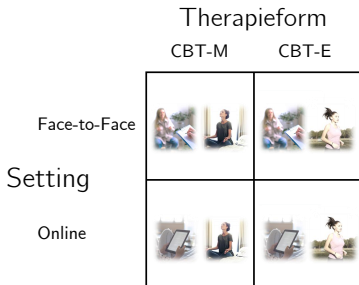 Therapieform
CBT-M CBT-E
Face-to-Face
Setting
Online